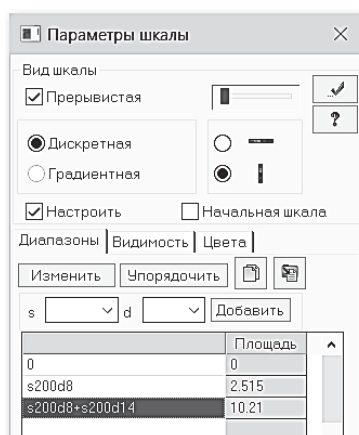 Параметры шкалы
Вид шкалы
Прерывистая
?
Дискретная
Градиентная
Настроить Начальная шкала
Диапазоны Видимость Цвета
Изменить Упорядочить
s d Добавить
Площадь
0 0
s200d8 2.515
s200d8+s200d14 10.21